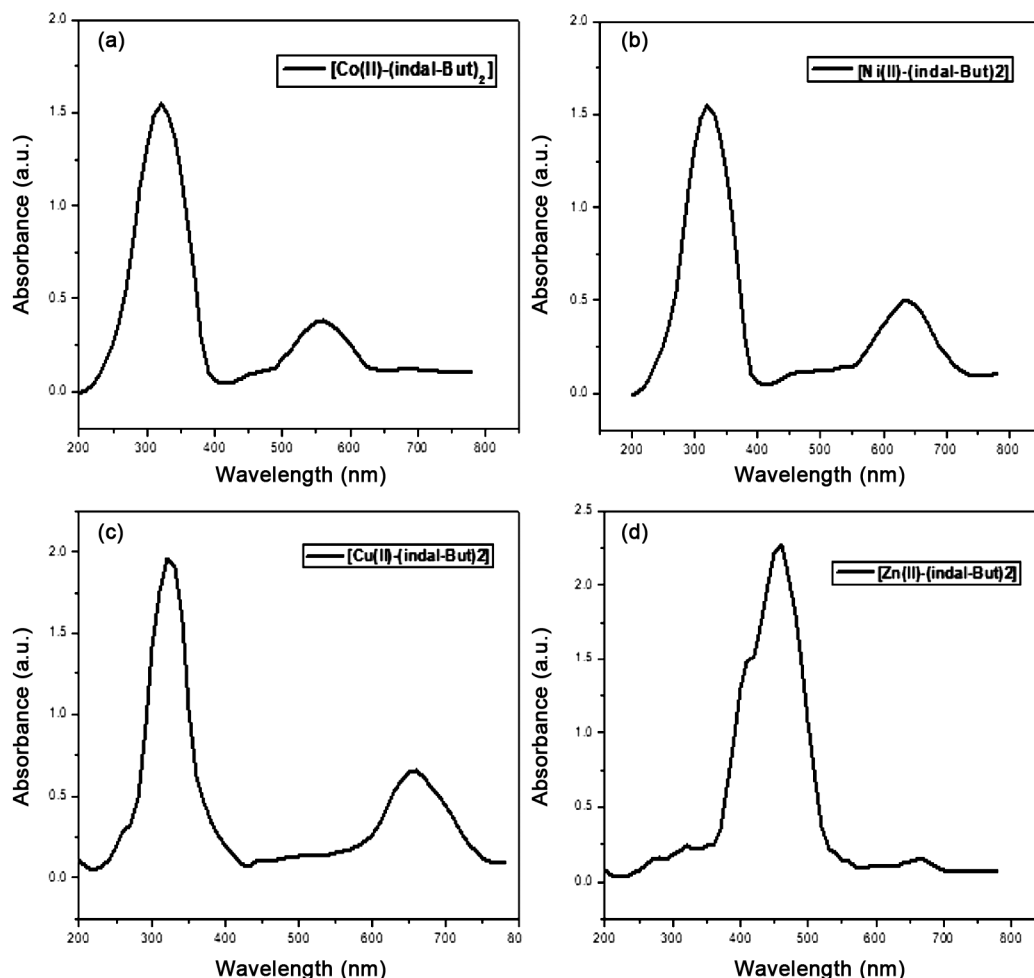 (a)
[Co(II)-(indal-But)2]
2.0
1.5
1.0
0.5
0.0
Absorbance (a.u.)
200 300 400 500 600 700 800
Wavelength (nm)
(b)
[Ni(II)-(indal-But)2]
2.0
1.5
1.0
0.5
0.0
Absorbance (a.u.)
200 300 400 500 600 700 800
Wavelength (nm)
(c)
[Cu(II)-(indal-But)2]
2.0
1.5
1.0
0.5
0.0
Absorbance (a.u.)
200 300 400 500 600 700 80
Wavelength (nm)
(d)
[Zn(II)-(indal-But)2]
2.5
2.0
1.5
1.0
0.5
0.0
Absorbance (a.u.)
200 300 400 500 600 700 800
Wavelength (nm)